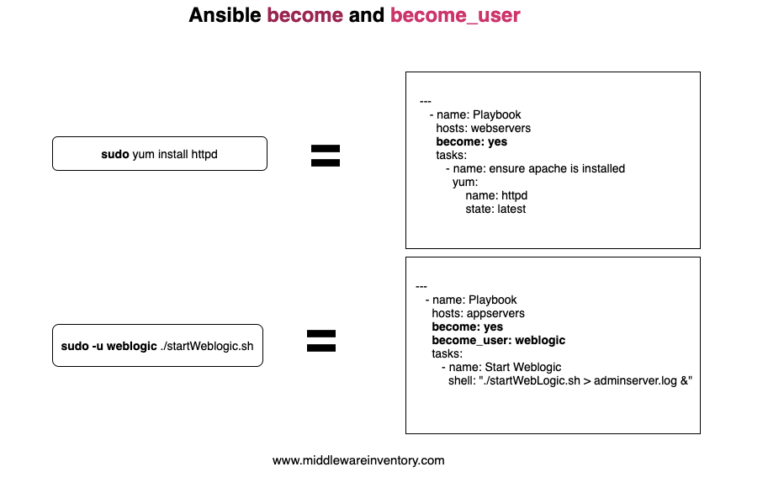 Ansible become and become_user
sudo yum install httpd
=
---
- name: Playbook
hosts: webservers
become: yes
tasks:
- name: ensure apache is installed
yum:
name: httpd
state: latest
sudo -u weblogic ./startWeblogic.sh
=
---
- name: Playbook
hosts: appservers
become: yes
become_user: weblogic
tasks:
- name: Start Weblogic
shell: "./startWebLogic.sh > adminserver.log &"
www.middlewareinventory.com